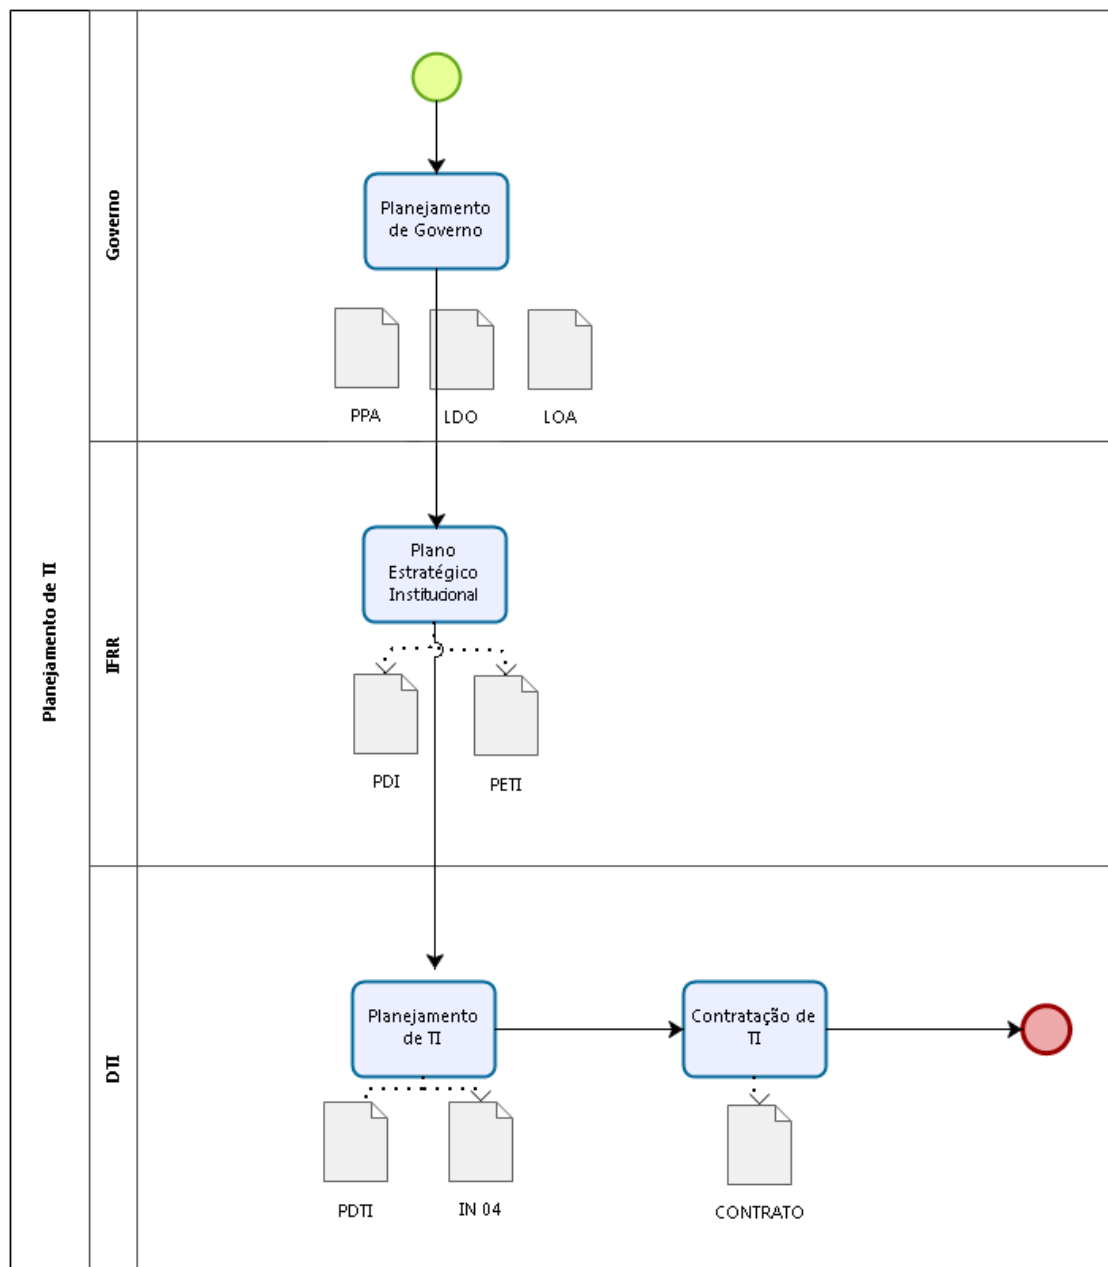 Planejamento de TI
Governo
Planejamento
de Governo
PPA
LDO
LOA
IFRR
Plano
Estratégico
Institucional
PDI
PETI
DTI
Planejamento
de TI
Contratação de
TI
PDTI
IN 04
CONTRATO